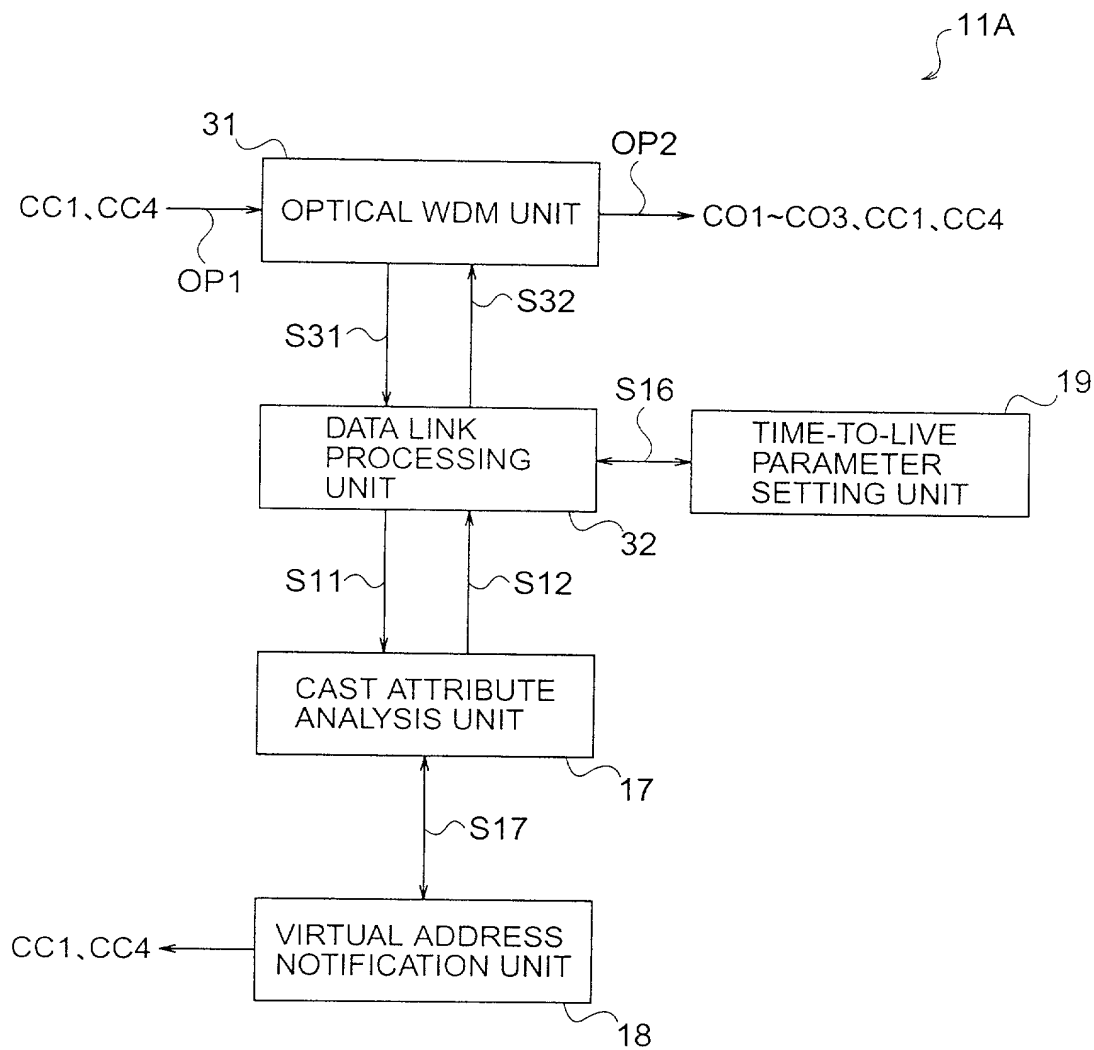 11A
31
OP2
CC1、CC4
OPTICAL WDM UNIT
CO1~CO3、CC1、CC4
OP1
S32
S31
S16
19
DATA LINK
PROCESSING
UNIT
TIME-TO-LIVE
PARAMETER
SETTING UNIT
32
S11
S12
CAST ATTRIBUTE
ANALYSIS UNIT
17
S17
VIRTUAL ADDRESS
NOTIFICATION UNIT
CC1、CC4
18